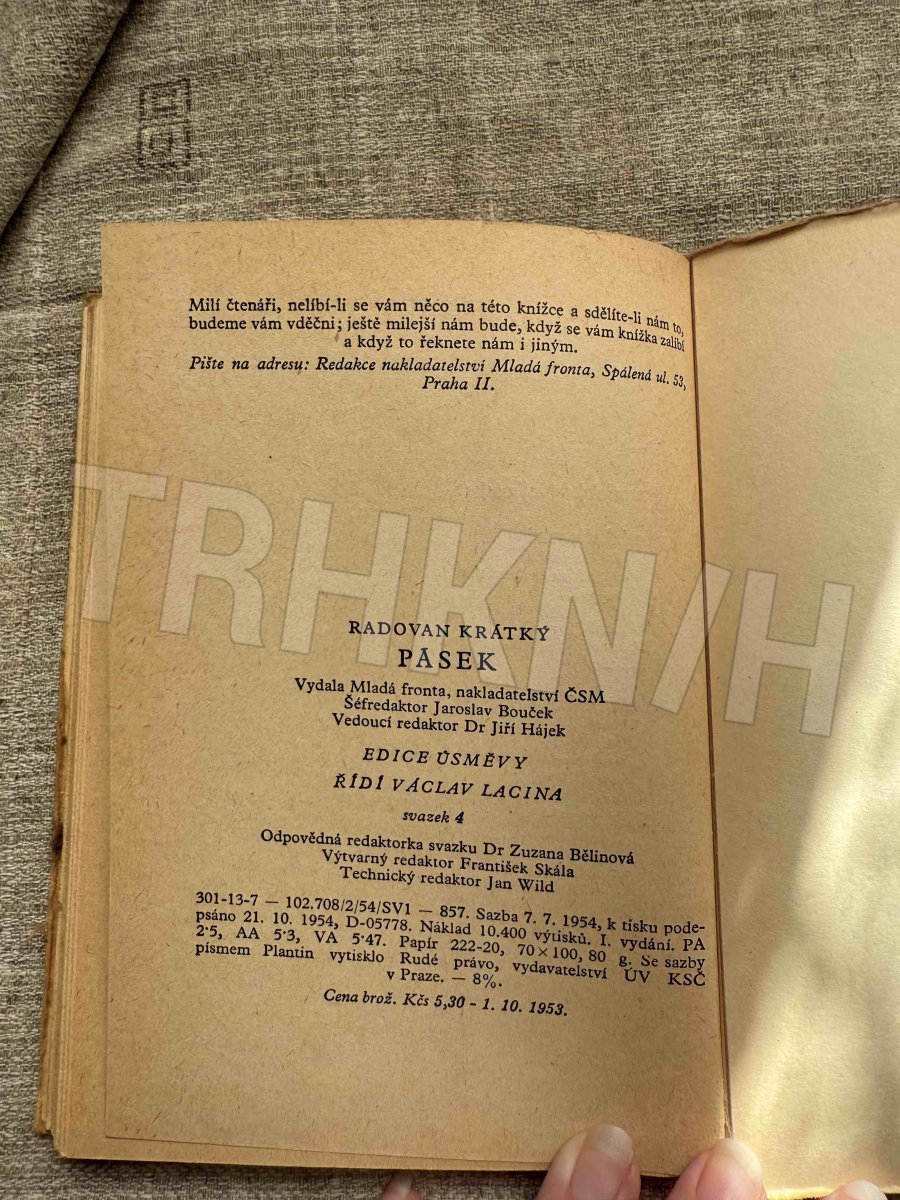 Milí čtenáři, nelíbí-li se vám něco na této knížce a sdělíte-li nám to,
budeme vám vděčni; ještě milejší nám bude, když se vám knížka zalíbí
a když to řeknete nám i jiným.
Pište na adresu: Redakce nakladatelství Mladá fronta, Spálená ul. 53,
Praha II.
TRHKN/H
RADOVAN KRÁTKÝ
PÁSEK
Vydala Mladá fronta, nakladatelství ČSM
Šéfredaktor Jaroslav Bouček
Vedoucí redaktor Dr Jiří Hájek
EDICE ÚSMĚVY
ŘÍDÍ VÁCLAV LACINA
svazek 4
Odpovědná redaktorka svazku Dr Zuzana Bělinová
Výtvarný redaktor František Skála
Technický redaktor Jan Wild
301-13-7 — 102.708/2/54/SV1 — 857. Sazba 7. 7. 1954, k tisku pode-
psáno 21. 10. 1954, D-05778. Náklad 10.400 výtisků. I. vydání. PA
2·5, AA 5·3, VA 5·47. Papír 222-20, 70×100, 80 g. Se sazby
písmem Plantin vytisklo Rudé právo, vydavatelství ÚV KSČ
v Praze. — 8%.
Cena brož. Kčs 5,30 - 1. 10. 1953.